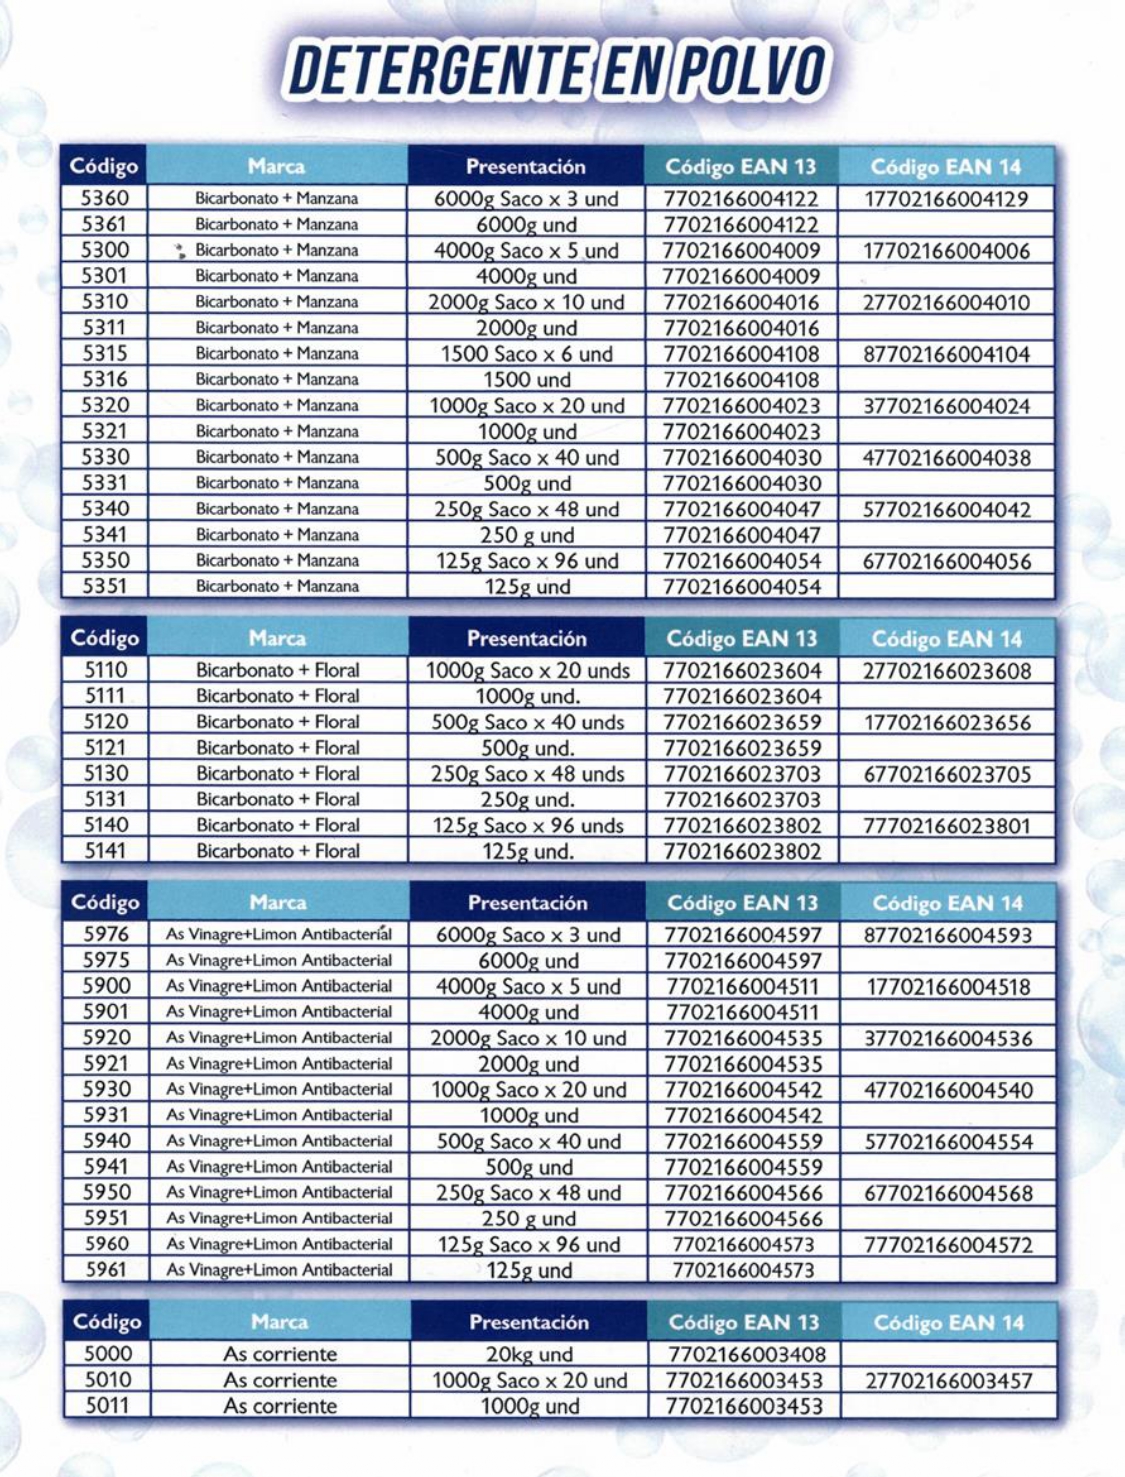 DETERGENTE EN POLVO
Código Marca Presentación Código EAN 13 Código EAN 14
5360 Bicarbonato + Manzana 6000g Saco x 3 und 7702166004122 17702166004129
5361 Bicarbonato + Manzana 6000g und 7702166004122
5300 Bicarbonato + Manzana 4000g Saco x 5 und 7702166004009 17702166004006
5301 Bicarbonato + Manzana 4000g und 7702166004009
5310 Bicarbonato + Manzana 2000g Saco x 10 und 7702166004016 27702166004010
5311 Bicarbonato + Manzana 2000g und 7702166004016
5315 Bicarbonato + Manzana 1500 Saco x 6 und 7702166004108 87702166004104
5316 Bicarbonato + Manzana 1500 und 7702166004108
5320 Bicarbonato + Manzana 1000g Saco x 20 und 7702166004023 37702166004024
5321 Bicarbonato + Manzana 1000g und 7702166004023
5330 Bicarbonato + Manzana 500g Saco x 40 und 7702166004030 47702166004038
5331 Bicarbonato + Manzana 500g und 7702166004030
5340 Bicarbonato + Manzana 250g Saco x 48 und 7702166004047 57702166004042
5341 Bicarbonato + Manzana 250 g und 7702166004047
5350 Bicarbonato + Manzana 125g Saco x 96 und 7702166004054 67702166004056
5351 Bicarbonato + Manzana 125g und 7702166004054
Código Marca Presentación Código EAN 13 Código EAN 14
5110 Bicarbonato + Floral 1000g Saco x 20 unds 7702166023604 27702166023608
5111 Bicarbonato + Floral 1000g und. 7702166023604
5120 Bicarbonato + Floral 500g Saco x 40 unds 7702166023659 17702166023656
5121 Bicarbonato + Floral 500g und. 7702166023659
5130 Bicarbonato + Floral 250g Saco x 48 unds 7702166023703 67702166023705
5131 Bicarbonato + Floral 250g und. 7702166023703
5140 Bicarbonato + Floral 125g Saco x 96 unds 7702166023802 77702166023801
5141 Bicarbonato + Floral 125g und. 7702166023802
Código Marca Presentación Código EAN 13 Código EAN 14
5976 As Vinagre+Limon Antibacterial 6000g Saco x 3 und 7702166004597 87702166004593
5975 As Vinagre+Limon Antibacterial 6000g und 7702166004597
5900 As Vinagre+Limon Antibacterial 4000g Saco x 5 und 7702166004511 17702166004518
5901 As Vinagre+Limon Antibacterial 4000g und 7702166004511
5920 As Vinagre+Limon Antibacterial 2000g Saco x 10 und 7702166004535 37702166004536
5921 As Vinagre+Limon Antibacterial 2000g und 7702166004535
5930 As Vinagre+Limon Antibacterial 1000g Saco x 20 und 7702166004542 47702166004540
5931 As Vinagre+Limon Antibacterial 1000g und 7702166004542
5940 As Vinagre+Limon Antibacterial 500g Saco x 40 und 7702166004559 57702166004554
5941 As Vinagre+Limon Antibacterial 500g und 7702166004559
5950 As Vinagre+Limon Antibacterial 250g Saco x 48 und 7702166004566 67702166004568
5951 As Vinagre+Limon Antibacterial 250 g und 7702166004566
5960 As Vinagre+Limon Antibacterial 125g Saco x 96 und 7702166004573 77702166004572
5961 As Vinagre+Limon Antibacterial 125g und 7702166004573
Código Marca Presentación Código EAN 13 Código EAN 14
5000 As corriente 20kg und 7702166003408
5010 As corriente 1000g Saco x 20 und 7702166003453 27702166003457
5011 As corriente 1000g und 7702166003453